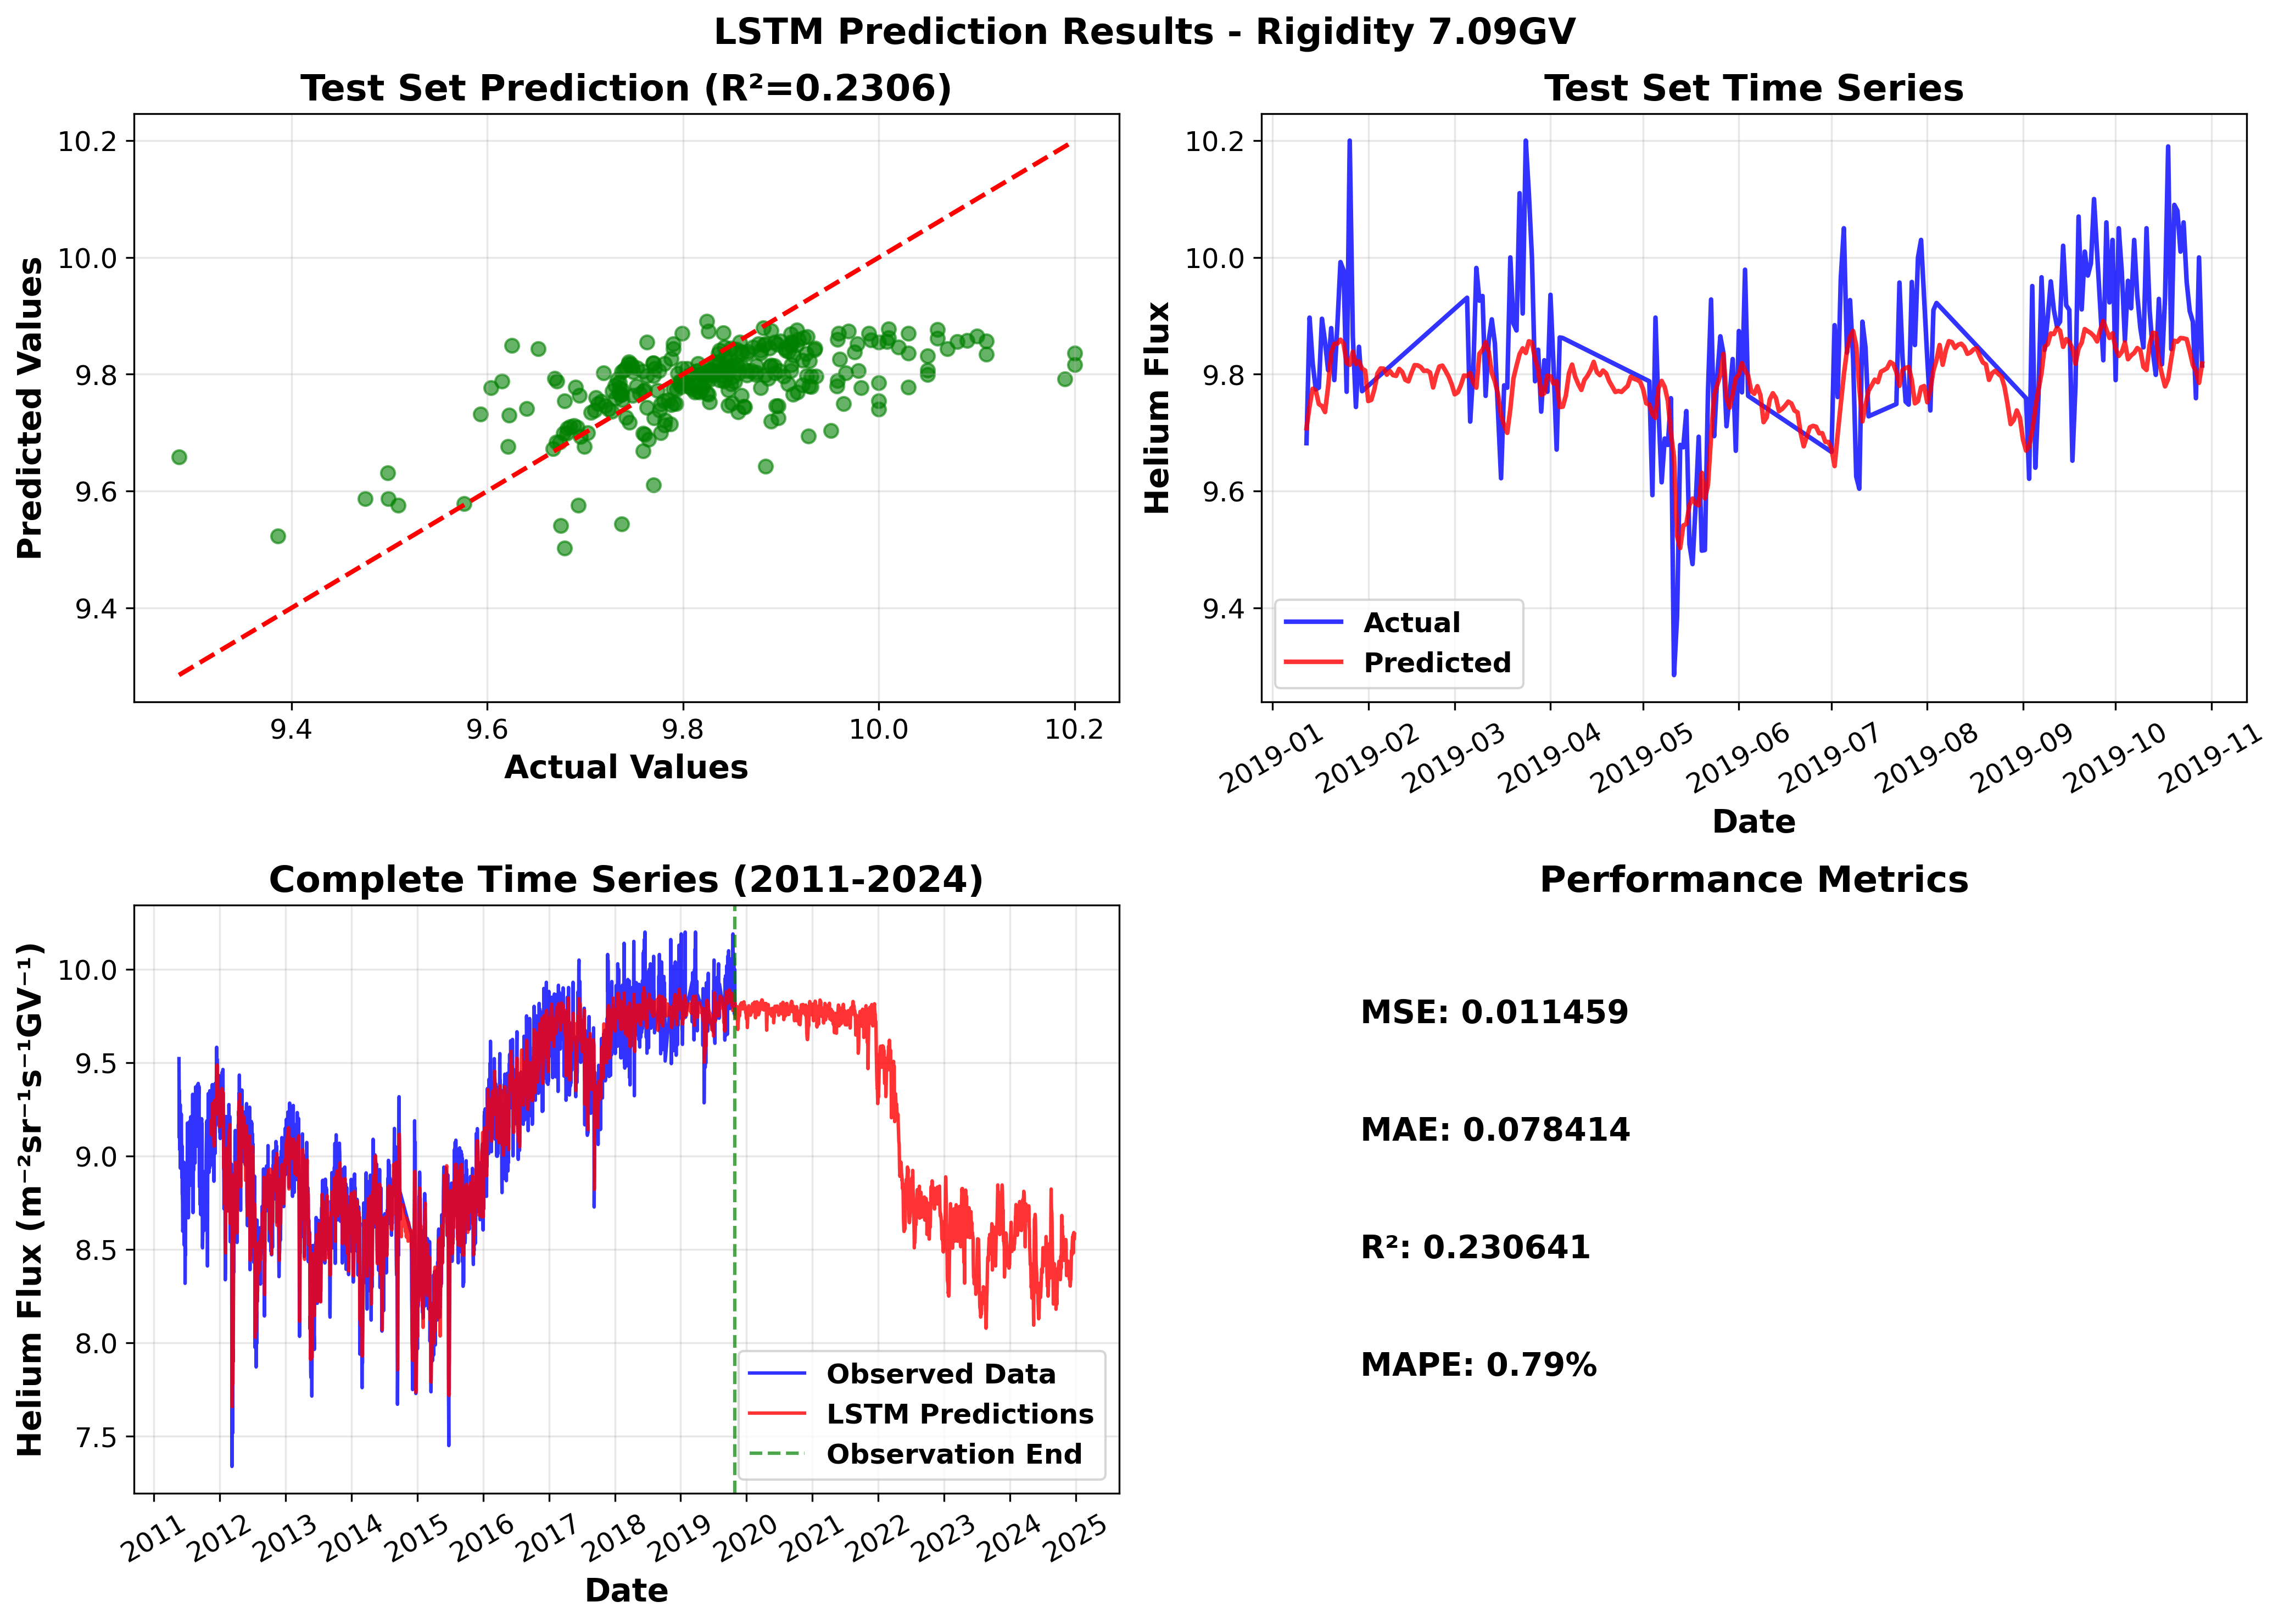 LSTM Prediction Results - Rigidity 7.09GV
Test Set Prediction (R²=0.2306)
10.2
10.0
9.8
9.6
9.4
Predicted Values
9.4 9.6 9.8 10.0 10.2
Actual Values
Test Set Time Series
10.2
10.0
9.8
9.6
9.4
Helium Flux
Actual
Predicted
2019-01 2019-02 2019-03 2019-04 2019-05 2019-06 2019-07 2019-08 2019-09 2019-10 2019-11
Date
Complete Time Series (2011-2024)
10.0
9.5
9.0
8.5
8.0
7.5
Helium Flux (m⁻²sr⁻¹s⁻¹GV⁻¹)
Observed Data
LSTM Predictions
Observation End
2011 2012 2013 2014 2015 2016 2017 2018 2019 2020 2021 2022 2023 2024 2025
Date
Performance Metrics
MSE: 0.011459
MAE: 0.078414
R²: 0.230641
MAPE: 0.79%